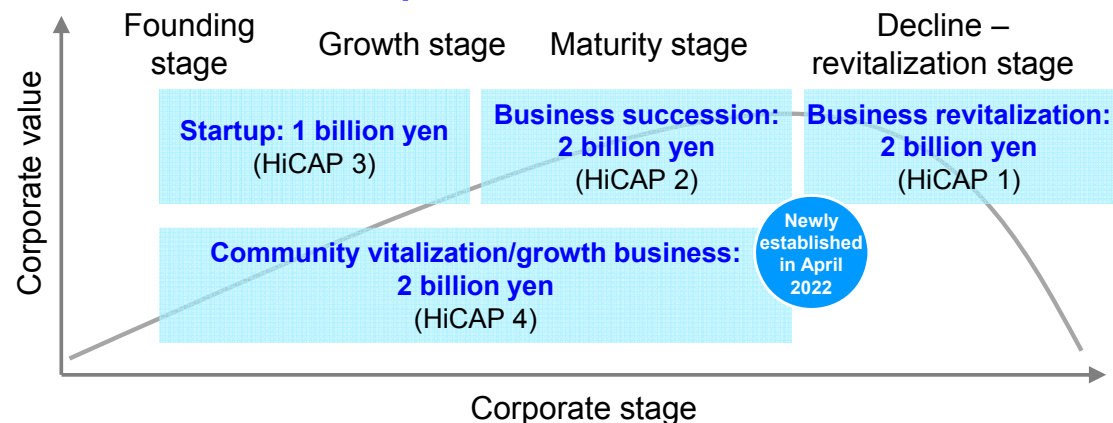 Founding
stage
Growth stage
Maturity stage
Decline –
revitalization stage
Corporate value
Startup: 1 billion yen
(HiCAP 3)
Business succession:
2 billion yen
(HiCAP 2)
Business revitalization:
2 billion yen
(HiCAP 1)
Newly
established
in April
2022
Community vitalization/growth business:
2 billion yen
(HiCAP 4)
Corporate stage